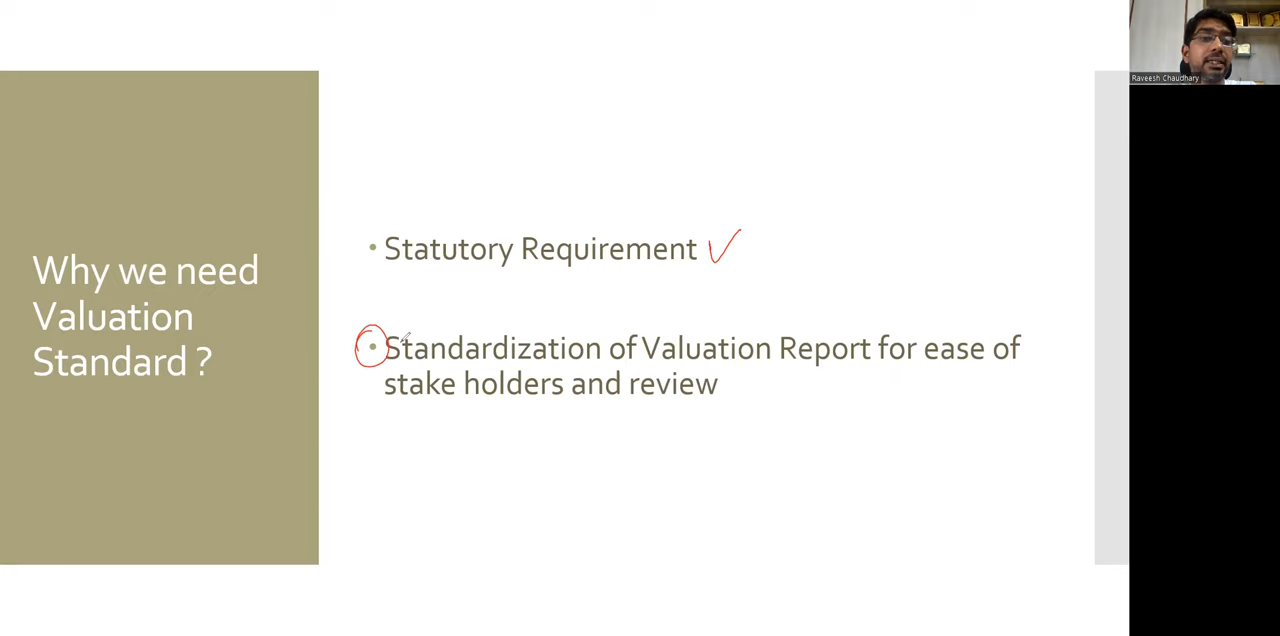 Why we need
Valuation
Standard ?
• Statutory Requirement
• Standardization of Valuation Report for ease of
stake holders and review
Raveesh Chaudhary